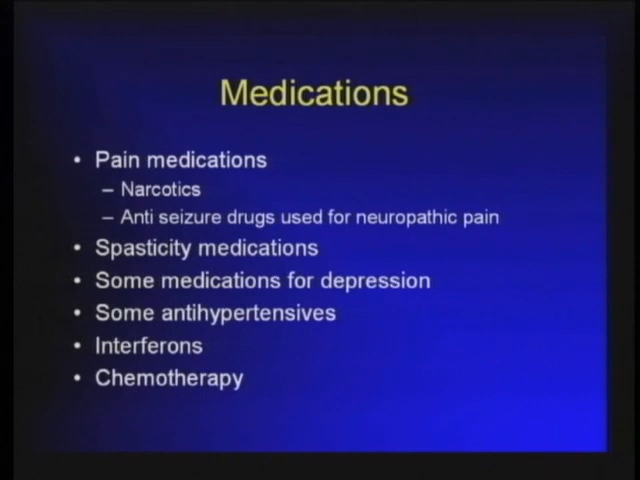 Medications
• Pain medications
– Narcotics
– Anti seizure drugs used for neuropathic pain
• Spasticity medications
• Some medications for depression
• Some antihypertensives
• Interferons
• Chemotherapy